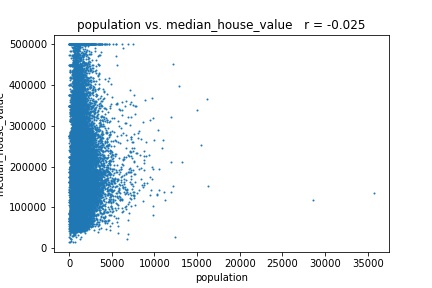 population vs. median_house_value r = -0.025
500000
400000
300000
200000
100000
0
median_house_value
0 5000 10000 15000 20000 25000 30000 35000
population